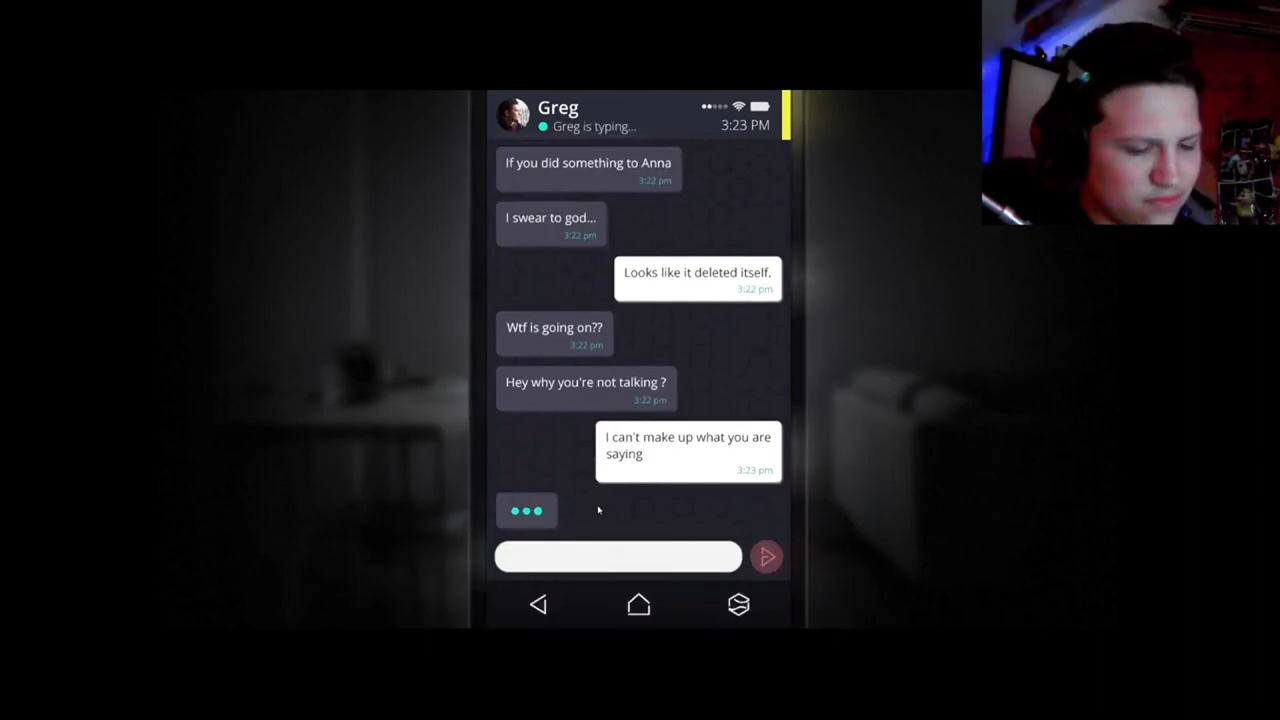 Greg
Greg is typing...
3:23 PM
If you did something to Anna
3:22 pm
I swear to god...
3:22 pm
Looks like it deleted itself.
3:22 pm
Wtf is going on??
3:22 pm
Hey why you're not talking ?
3:22 pm
I can't make up what you are
saying
3:23 pm